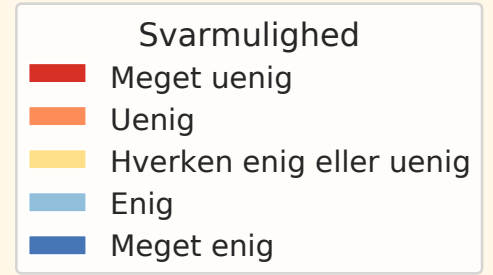 Svarmulighed
Meget uenig
Uenig
Hverken enig eller uenig
Enig
Meget enig